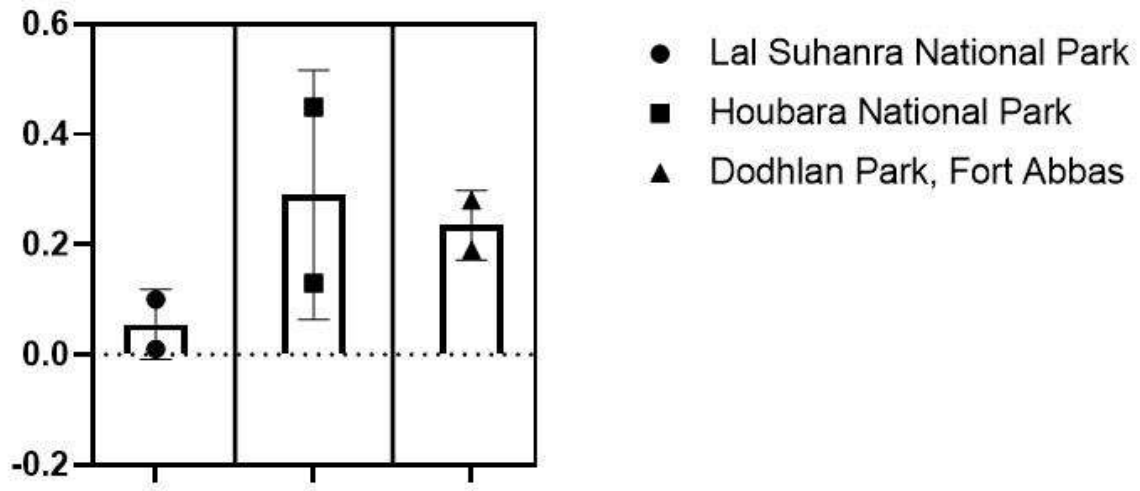 0.6
0.4
0.2
0.0
-0.2
Lal Suhanra National Park
Houbara National Park
Dodhlan Park, Fort Abbas